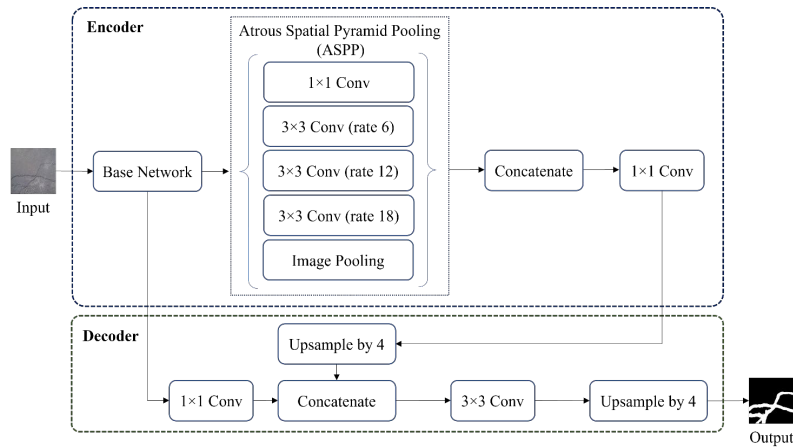 Encoder
Atrous Spatial Pyramid Pooling
(ASPP)
1×1 Conv
3×3 Conv (rate 6)
3×3 Conv (rate 12)
3×3 Conv (rate 18)
Image Pooling
Input
Base Network
Concatenate
1×1 Conv
Decoder
Upsample by 4
1×1 Conv
Concatenate
3×3 Conv
Upsample by 4
Output